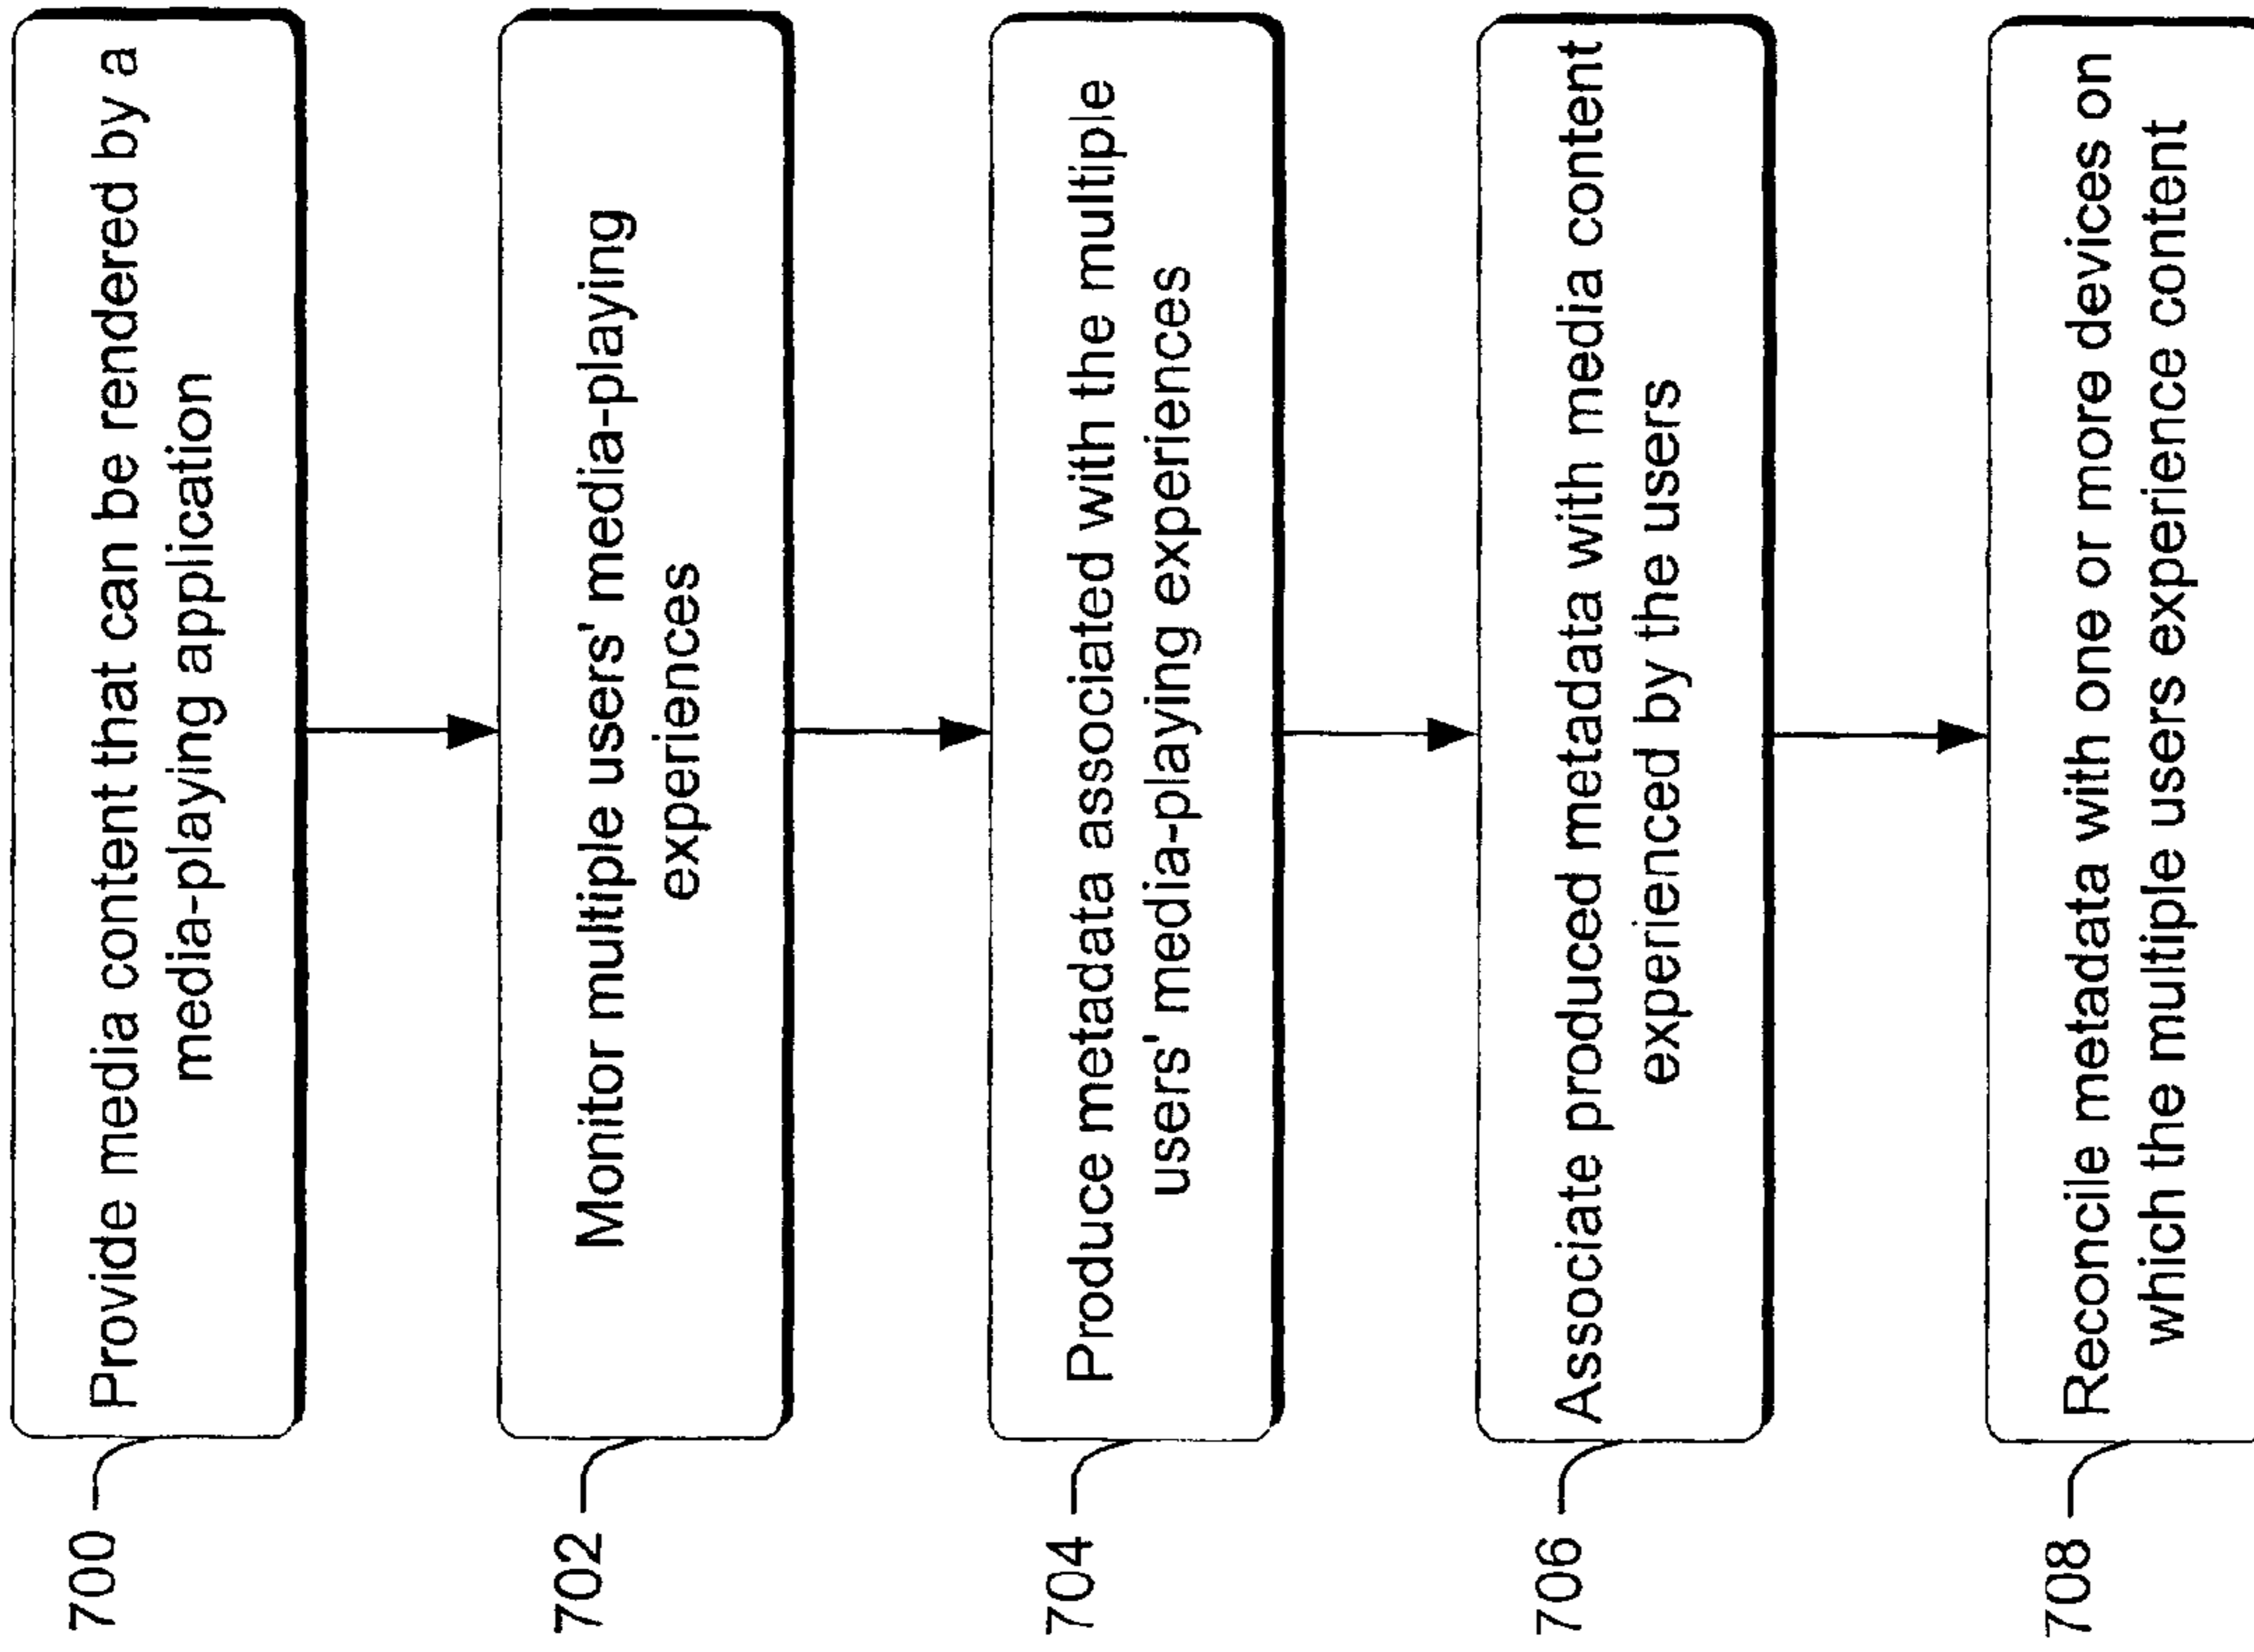 700
Provide media content that can be rendered by a
media-playing application
702
Monitor multiple users' media-playing
experiences
704
Produce metadata associated with the multiple
users' media-playing experiences
706
Associate produced metadata with media content
experienced by the users
708
Reconcile metadata with one or more devices on
which the multiple users experience content